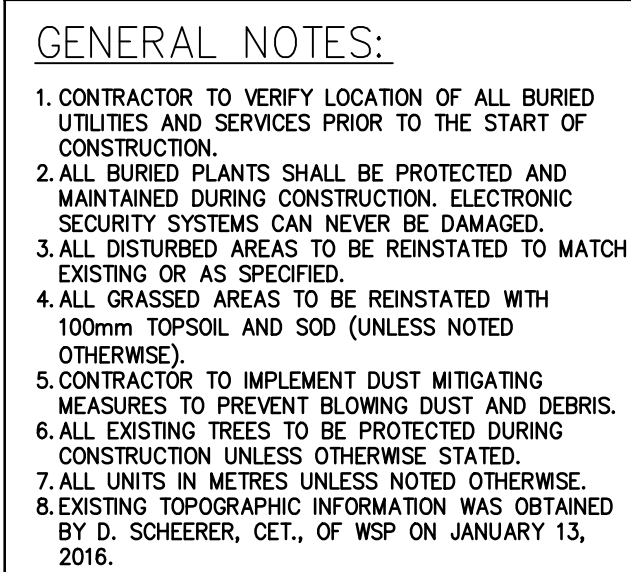 GENERAL NOTES:
1. CONTRACTOR TO VERIFY LOCATION OF ALL BURIED
UTILITIES AND SERVICES PRIOR TO THE START OF
CONSTRUCTION.
2. ALL BURIED PLANTS SHALL BE PROTECTED AND
MAINTAINED DURING CONSTRUCTION. ELECTRONIC
SECURITY SYSTEMS CAN NEVER BE DAMAGED.
3. ALL DISTURBED AREAS TO BE REINSTATED TO MATCH
EXISTING OR AS SPECIFIED.
4. ALL GRASSED AREAS TO BE REINSTATED WITH
100mm TOPSOIL AND SOD (UNLESS NOTED
OTHERWISE).
5. CONTRACTOR TO IMPLEMENT DUST MITIGATING
MEASURES TO PREVENT BLOWING DUST AND DEBRIS.
6. ALL EXISTING TREES TO BE PROTECTED DURING
CONSTRUCTION UNLESS OTHERWISE STATED.
7. ALL UNITS IN METRES UNLESS NOTED OTHERWISE.
8. EXISTING TOPOGRAPHIC INFORMATION WAS OBTAINED
BY D. SCHEERER, CET., OF WSP ON JANUARY 13,
2016.